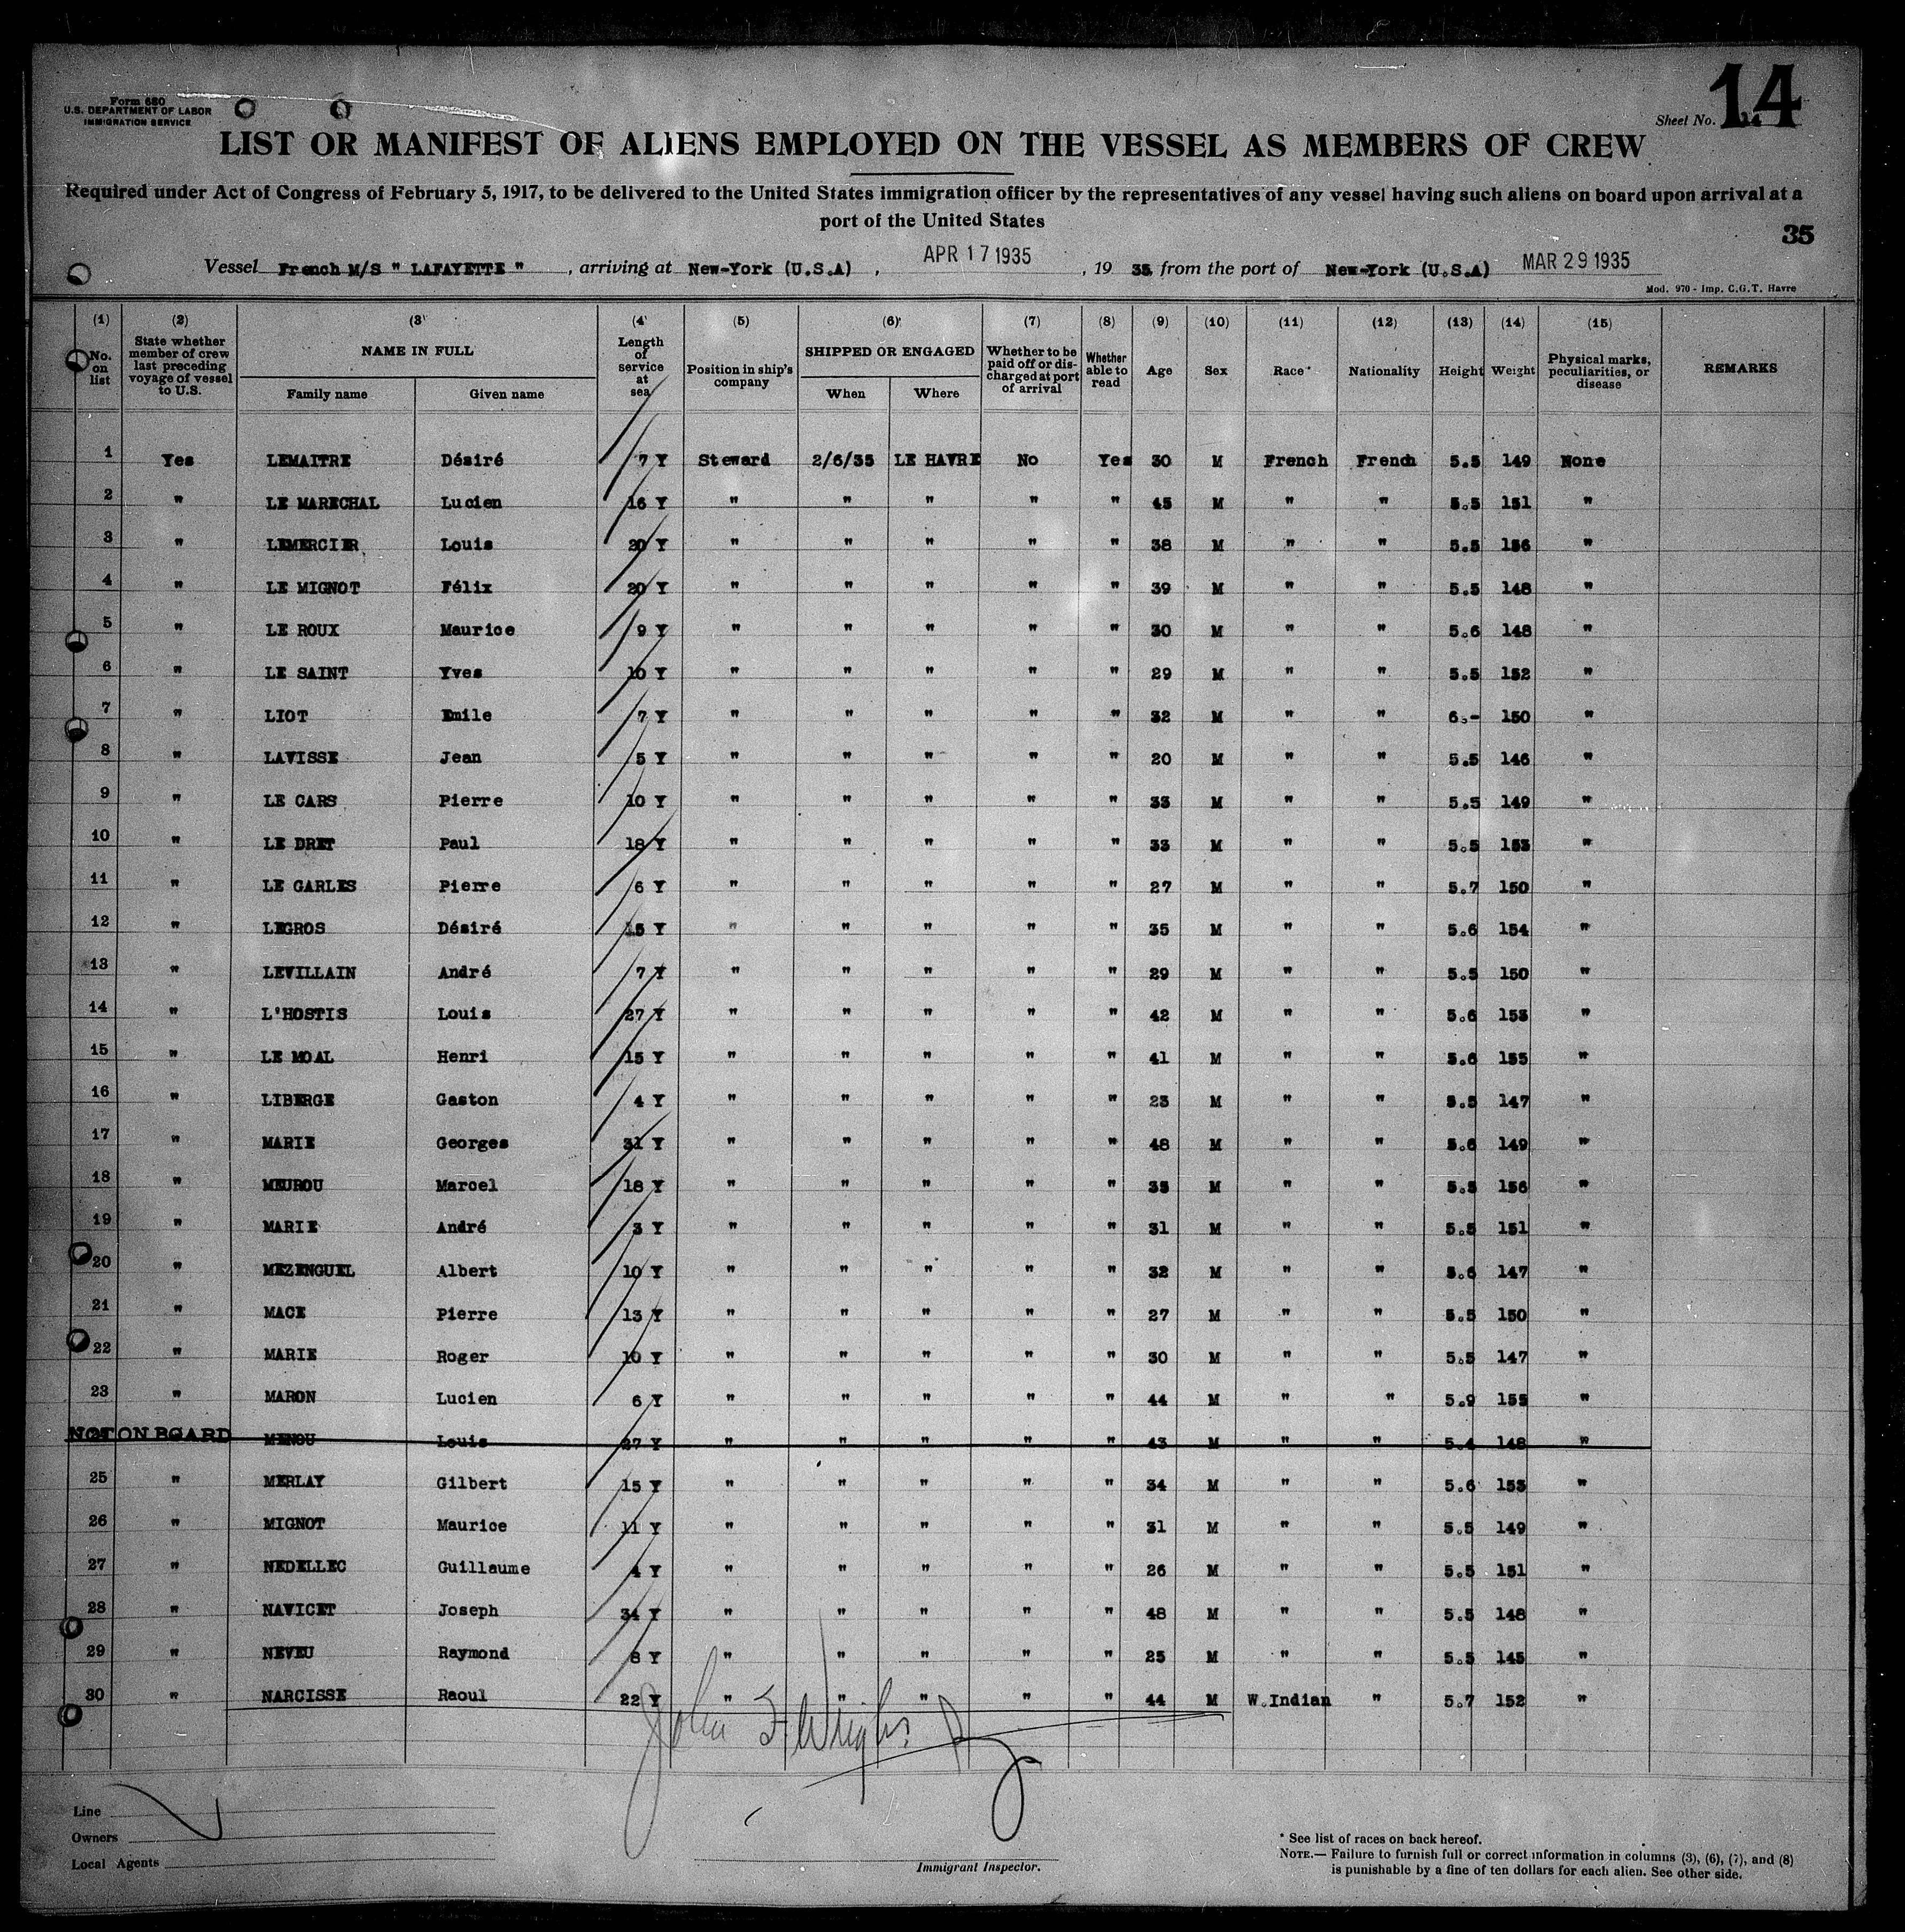 Form 680
U.S. DEPARTMENT OF LABOR
IMMIGRATION SERVICE
Sheet No. 14
LIST OR MANIFEST OF ALIENS EMPLOYED ON THE VESSEL AS MEMBERS OF CREW
Required under Act of Congress of February 5, 1917, to be delivered to the United States immigration officer by the representatives of any vessel having such aliens on board upon arrival at a
port of the United States
35
Vessel French M/S " LAFAYETTE " , arriving at New-York (U.S.A) , APR 17 1935 , 19 35 from the port of New-York (U.S.A) MAR 29 1935
Mod. 970 - Imp. C.G.T. Havre
(1) (2) (3) (4) (5) (6) (7) (8) (9) (10) (11) (12) (13) (14) (15)
No. on list State whether member of crew last preceding voyage of vessel to U.S. NAME IN FULL Length of service at sea Position in ship's company SHIPPED OR ENGAGED Whether to be paid off or discharged at port of arrival Whether able to read Age Sex Race* Nationality Height Weight Physical marks, peculiarities, or disease REMARKS
Family name Given name When Where
1 Yes LEMAITRE Désiré 7 Y Steward 2/6/35 LE HAVRE No Yes 30 M French French 5.5 149 None
2 " LE MARECHAL Lucien 16 Y " " " " " 45 M " " 5.5 151 "
3 " LEMERCIER Louis 20 Y " " " " " 38 M " " 5.5 156 "
4 " LE MIGNOT Félix 20 Y " " " " " 39 M " " 5.5 148 "
5 " LE ROUX Maurice 9 Y " " " " " 30 M " " 5.6 148 "
6 " LE SAINT Yves 10 Y " " " " " 29 M " " 5.5 152 "
7 " LIOT Emile 7 Y " " " " " 32 M " " 6.- 150 "
8 " LAVISSE Jean 5 Y " " " " " 20 M " " 5.5 146 "
9 " LE CARS Pierre 10 Y " " " " " 33 M " " 5.5 149 "
10 " LE DRET Paul 18 Y " " " " " 33 M " " 5.5 153 "
11 " LE GARLES Pierre 6 Y " " " " " 27 M " " 5.7 150 "
12 " LEGROS Désiré 15 Y " " " " " 35 M " " 5.6 154 "
13 " LEVILLAIN André 7 Y " " " " " 29 M " " 5.5 150 "
14 " L'HOSTIS Louis 27 Y " " " " " 42 M " " 5.6 153 "
15 " LE MOAL Henri 15 Y " " " " " 41 M " " 5.6 155 "
16 " LIBERGE Gaston 4 Y " " " " " 23 M " " 5.5 147 "
17 " MARIE Georges 31 Y " " " " " 48 M " " 5.6 149 "
18 " MEUROU Marcel 18 Y " " " " " 35 M " " 5.5 156 "
19 " MARIE André 3 Y " " " " " 31 M " " 5.5 151 "
20 " MEZENGUEL Albert 10 Y " " " " " 32 M " " 5.6 147 "
21 " MACE Pierre 13 Y " " " " " 27 M " " 5.5 150 "
22 " MARIE Roger 10 Y " " " " " 30 M " " 5.5 147 "
23 " MARON Lucien 6 Y " " " " " 44 M " " 5.9 155 "
NOT ON BOARD MENOU Louis 27 Y " " " " " 43 M " " 5.4 148 "
25 " MERLAY Gilbert 15 Y " " " " " 34 M " " 5.6 153 "
26 " MIGNOT Maurice 11 Y " " " " " 31 M " " 5.5 149 "
27 " NEDELLEC Guillaume 4 Y " " " " " 26 M " " 5.5 151 "
28 " NAVICET Joseph 34 Y " " " " " 48 M " " 5.5 148 "
29 " NEVEU Raymond 8 Y " " " " " 25 M " " 5.5 145 "
30 " NARCISSE Raoul 22 Y " " " " " 44 M W.Indian " 5.7 152 "
John F. Wright
Line
Owners
Local Agents
Immigrant Inspector.
* See list of races on back hereof.
NOTE.— Failure to furnish full or correct information in columns (3), (6), (7), and (8)
is punishable by a fine of ten dollars for each alien. See other side.